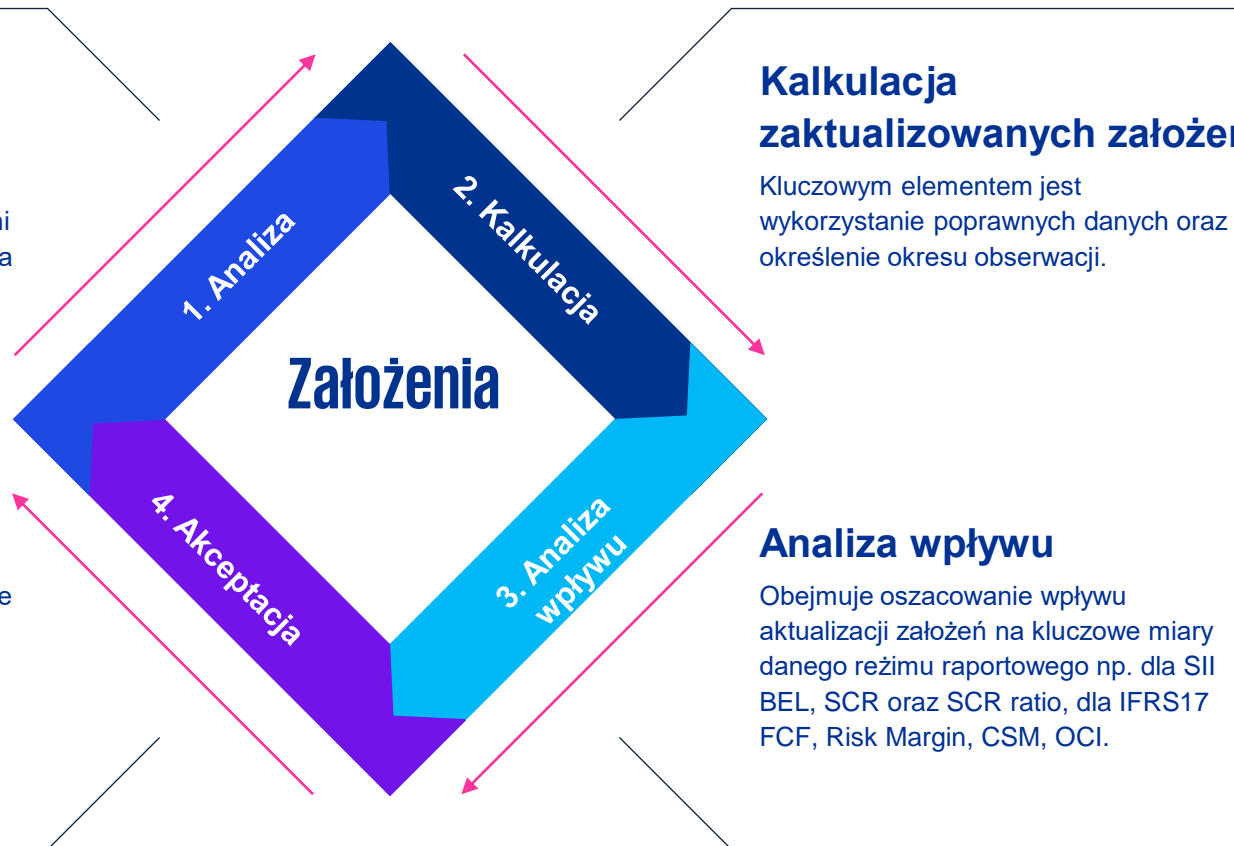 Kalkulacja
zaktualizowanych założeń
Kluczowym elementem jest
wykorzystanie poprawnych danych oraz
określenie okresu obserwacji.
ni
a
1. Analiza
2. Kalkulacja
Założenia
3. Analiza
wpływu
4. Akceptacja
e
Analiza wpływu
Obejmuje oszacowanie wpływu
aktualizacji założeń na kluczowe miary
danego reżimu raportowego np. dla SII
BEL, SCR oraz SCR ratio, dla IFRS17
FCF, Risk Margin, CSM, OCI.